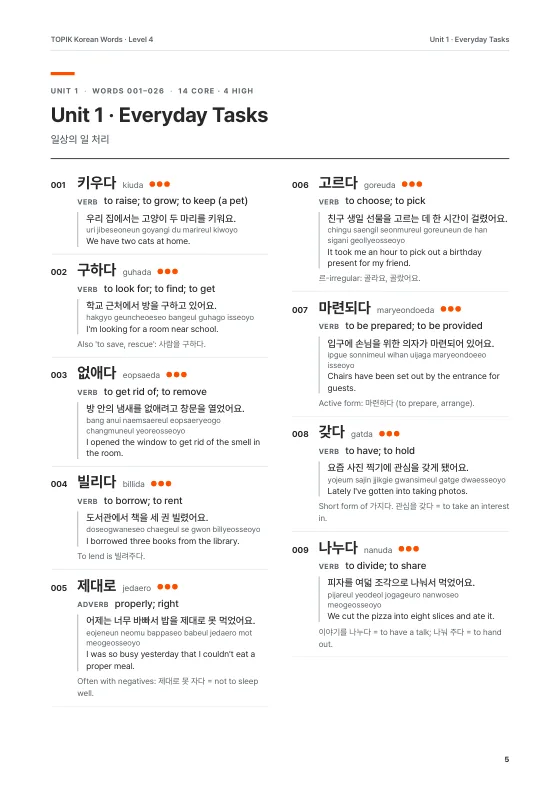 TOPIK Korean Words · Level 4
Unit 1 · Everyday Tasks
UNIT 1 · WORDS 001–026 · 14 CORE · 4 HIGH
Unit 1 · Everyday Tasks
일상의 일 처리
001 키우다 kiuda ●●●
VERB to raise; to grow; to keep (a pet)
우리 집에서는 고양이 두 마리를 키워요.
uri jibeseoneun goyangi du marireul kiwoyo
We have two cats at home.
002 구하다 guhada ●●●
VERB to look for; to find; to get
학교 근처에서 방을 구하고 있어요.
hakgyo geuncheoeseo bangeul guhago isseoyo
I'm looking for a room near school.
Also 'to save, rescue': 사람을 구하다.
003 없애다 eopsaeda ●●●
VERB to get rid of; to remove
방 안의 냄새를 없애려고 창문을 열었어요.
bang anui naemsaereul eopsaeryeogo
changmuneul yeoreosseoyo
I opened the window to get rid of the smell in
the room.
004 빌리다 billida ●●●
VERB to borrow; to rent
도서관에서 책을 세 권 빌렸어요.
doseogwaneseo chaegeul se gwon billyeosseoyo
I borrowed three books from the library.
To lend is 빌려주다.
005 제대로 jedaero ●●●
ADVERB properly; right
어제는 너무 바빠서 밥을 제대로 못 먹었어요.
eojeneun neomu bappaseo babeul jedaero mot
meogeosseoyo
I was so busy yesterday that I couldn't eat a
proper meal.
Often with negatives: 제대로 못 자다 = not to sleep
well.
006 고르다 goreuda ●●●
VERB to choose; to pick
친구 생일 선물을 고르는 데 한 시간이 걸렸어요.
chingu saengil seonmureul goreuneun de han
sigani geollyeosseoyo
It took me an hour to pick out a birthday
present for my friend.
르-irregular: 골라요, 골랐어요.
007 마련되다 maryeondoeda ●●●
VERB to be prepared; to be provided
입구에 손님을 위한 의자가 마련되어 있어요.
ipgue sonnimeul wihan uijaga maryeondoeeo
isseoyo
Chairs have been set out by the entrance for
guests.
Active form: 마련하다 (to prepare, arrange).
008 갖다 gatda ●●●
VERB to have; to hold
요즘 사진 찍기에 관심을 갖게 됐어요.
yojeum sajin jjikgie gwansimeul gatge dwaesseoyo
Lately I've gotten into taking photos.
Short form of 가지다. 관심을 갖다 = to take an interest
in.
009 나누다 nanuda ●●●
VERB to divide; to share
피자를 여덟 조각으로 나눠서 먹었어요.
pijareul yeodeol jogageuro nanwoseo
meogeosseoyo
We cut the pizza into eight slices and ate it.
이야기를 나누다 = to have a talk; 나눠 주다 = to hand
out.
5